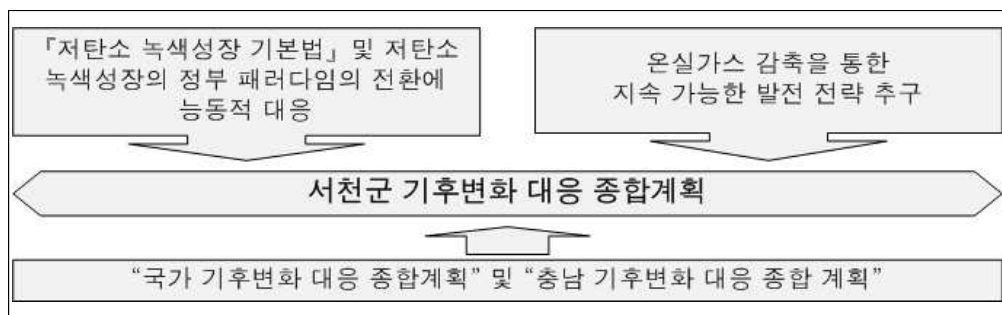 『저탄소 녹색성장 기본법』 및 저탄소
녹색성장의 정부 패러다임의 전환에
능동적 대응
온실가스 감축을 통한
지속 가능한 발전 전략 추구
서천군 기후변화 대응 종합계획
“국가 기후변화 대응 종합계획” 및 “충남 기후변화 대응 종합 계획”